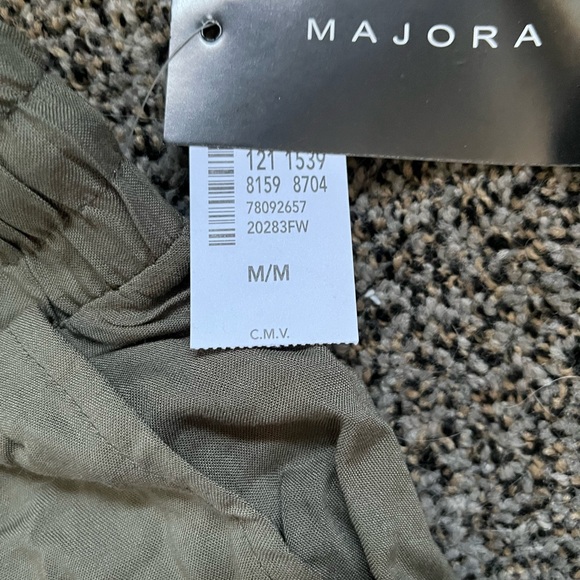 MAJORA
121 1539
8159 8704
78092657
20283FW
M/M
C.M.V.